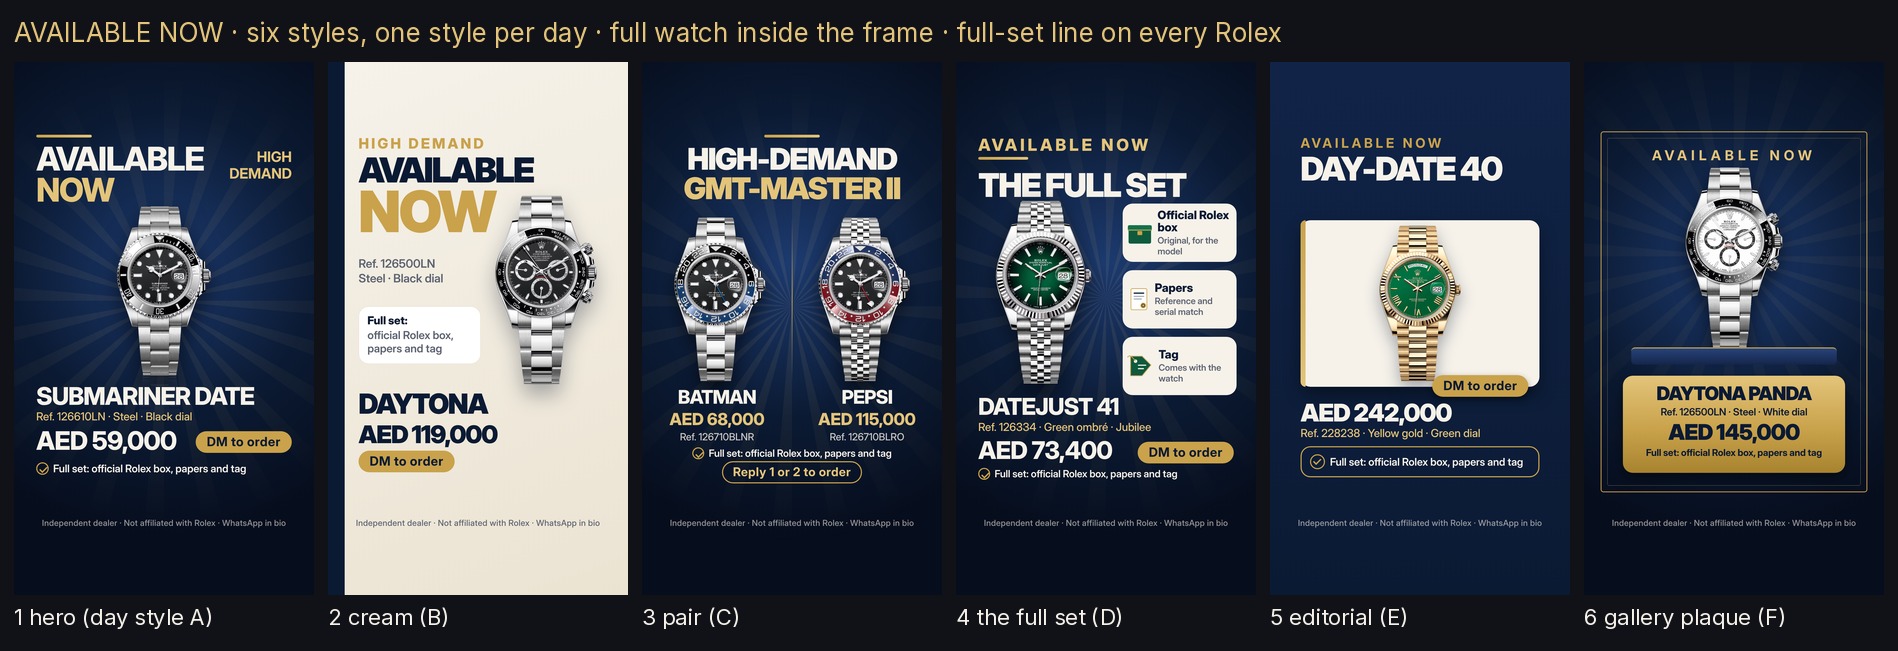 AVAILABLE NOW · six styles, one style per day · full watch inside the frame · full-set line on every Rolex
AVAILABLE
NOW
HIGH
DEMAND
SUBMARINER DATE
Ref. 126610LN · Steel · Black dial
AED 59,000
DM to order
Full set: official Rolex box, papers and tag
Independent dealer · Not affiliated with Rolex · WhatsApp in bio
1 hero (day style A)
HIGH DEMAND
AVAILABLE
NOW
Ref. 126500LN
Steel · Black dial
Full set:
official Rolex box,
papers and tag
DAYTONA
AED 119,000
DM to order
Independent dealer · Not affiliated with Rolex · WhatsApp in bio
2 cream (B)
HIGH-DEMAND
GMT-MASTER II
BATMAN
AED 68,000
Ref. 126710BLNR
PEPSI
AED 115,000
Ref. 126710BLRO
Full set: official Rolex box, papers and tag
Reply 1 or 2 to order
Independent dealer · Not affiliated with Rolex · WhatsApp in bio
3 pair (C)
AVAILABLE NOW
THE FULL SET
Official Rolex
box
Original, for the
model
Papers
Reference and
serial match
Tag
Comes with the
watch
DATEJUST 41
Ref. 126334 · Green ombré · Jubilee
AED 73,400
DM to order
Full set: official Rolex box, papers and tag
Independent dealer · Not affiliated with Rolex · WhatsApp in bio
4 the full set (D)
AVAILABLE NOW
DAY-DATE 40
DM to order
AED 242,000
Ref. 228238 · Yellow gold · Green dial
Full set: official Rolex box, papers and tag
Independent dealer · Not affiliated with Rolex · WhatsApp in bio
5 editorial (E)
AVAILABLE NOW
DAYTONA PANDA
Ref. 126500LN · Steel · White dial
AED 145,000
Full set: official Rolex box, papers and tag
Independent dealer · Not affiliated with Rolex · WhatsApp in bio
6 gallery plaque (F)